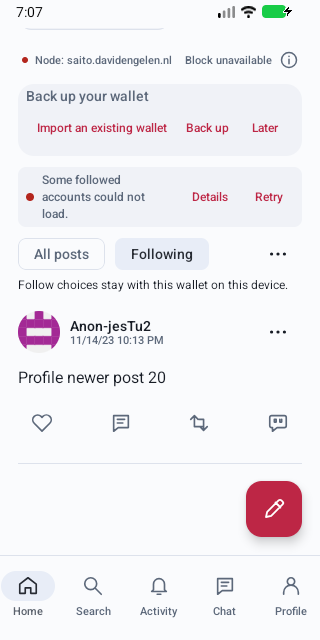 7:07
Node: saito.davidengelen.nl Block unavailable
Back up your wallet
Import an existing wallet Back up Later
Some followed
accounts could not
load.
Details Retry
All posts Following
Follow choices stay with this wallet on this device.
Anon-jesTu2
11/14/23 10:13 PM
Profile newer post 20
Home Search Activity Chat Profile